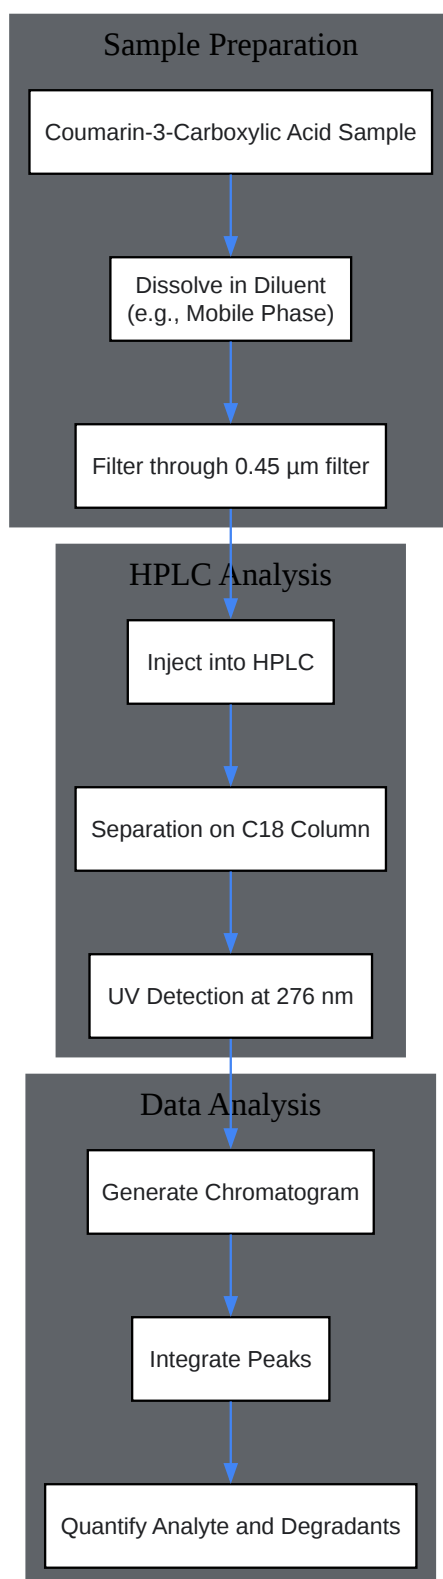 Sample Preparation
Coumarin-3-Carboxylic Acid Sample
Dissolve in Diluent
(e.g., Mobile Phase)
Filter through 0.45 µm filter
HPLC Analysis
Inject into HPLC
Separation on C18 Column
UV Detection at 276 nm
Data Analysis
Generate Chromatogram
Integrate Peaks
Quantify Analyte and Degradants